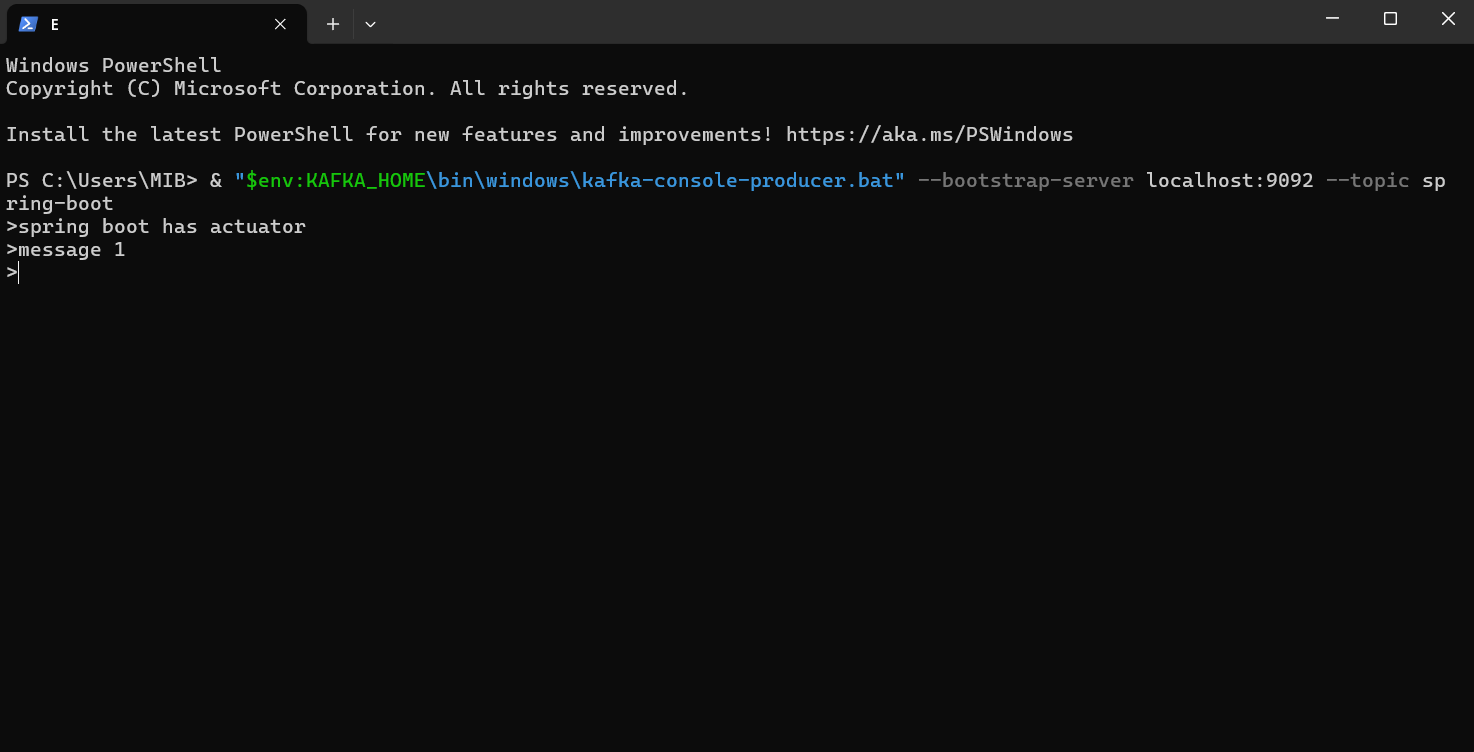 E
Windows PowerShell
Copyright (C) Microsoft Corporation. All rights reserved.
Install the latest PowerShell for new features and improvements! https://aka.ms/PSWindows
PS C:\Users\MIB> & "$env:KAFKA_HOME\bin\windows\kafka-console-producer.bat" --bootstrap-server localhost:9092 --topic sp
ring-boot
>spring boot has actuator
>message 1
>